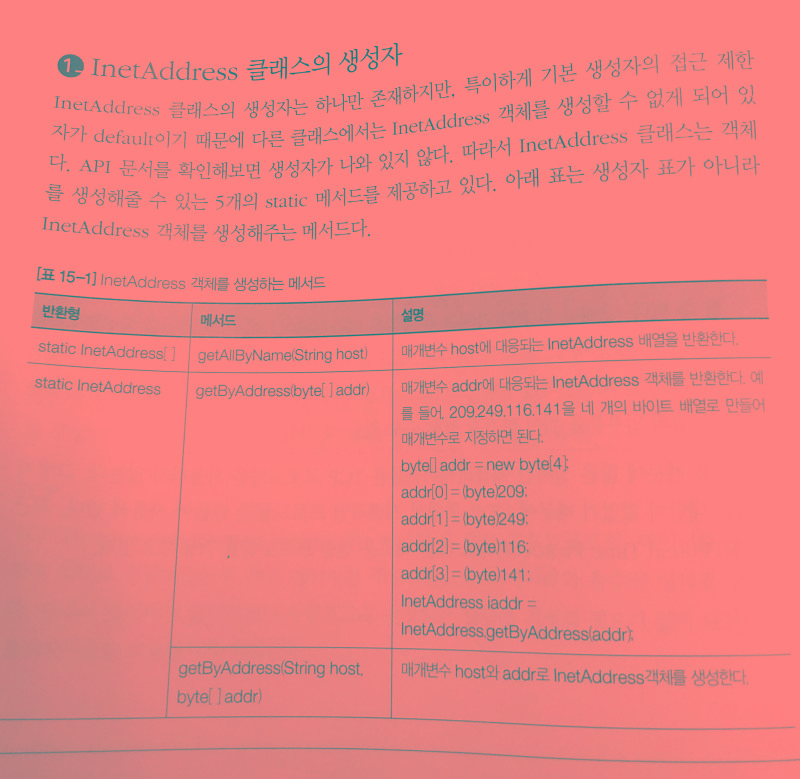 1_ InetAddress 클래스의 생성자
InetAddress 클래스의 생성자는 하나만 존재하지만, 특이하게 기본 생성자의 접근 제한
자가 default이기 때문에 다른 클래스에서는 InetAddress 객체를 생성할 수 없게 되어 있
다. API 문서를 확인해보면 생성자가 나와 있지 않다. 따라서 InetAddress 클래스는 객체
를 생성해줄 수 있는 5개의 static 메서드를 제공하고 있다. 아래 표는 생성자 표가 아니라
InetAddress 객체를 생성해주는 메서드다.
[표 15-1] InetAddress 객체를 생성하는 메서드
반환형 메서드 설명
static InetAddress[ ] getAllByName(String host) 매개변수 host에 대응되는 InetAddress 배열을 반환한다.
static InetAddress getByAddress(byte[ ] addr) 매개변수 addr에 대응되는 InetAddress 객체를 반환한다. 예
를 들어, 209.249.116.141을 네 개의 바이트 배열로 만들어
매개변수로 지정하면 된다.
byte[] addr = new byte[4];
addr[0] = (byte)209;
addr[1] = (byte)249;
addr[2] = (byte)116;
addr[3] = (byte)141;
InetAddress iaddr =
InetAddress.getByAddress(addr);
getByAddress(String host, 매개변수 host와 addr로 InetAddress객체를 생성한다.
byte[ ] addr)